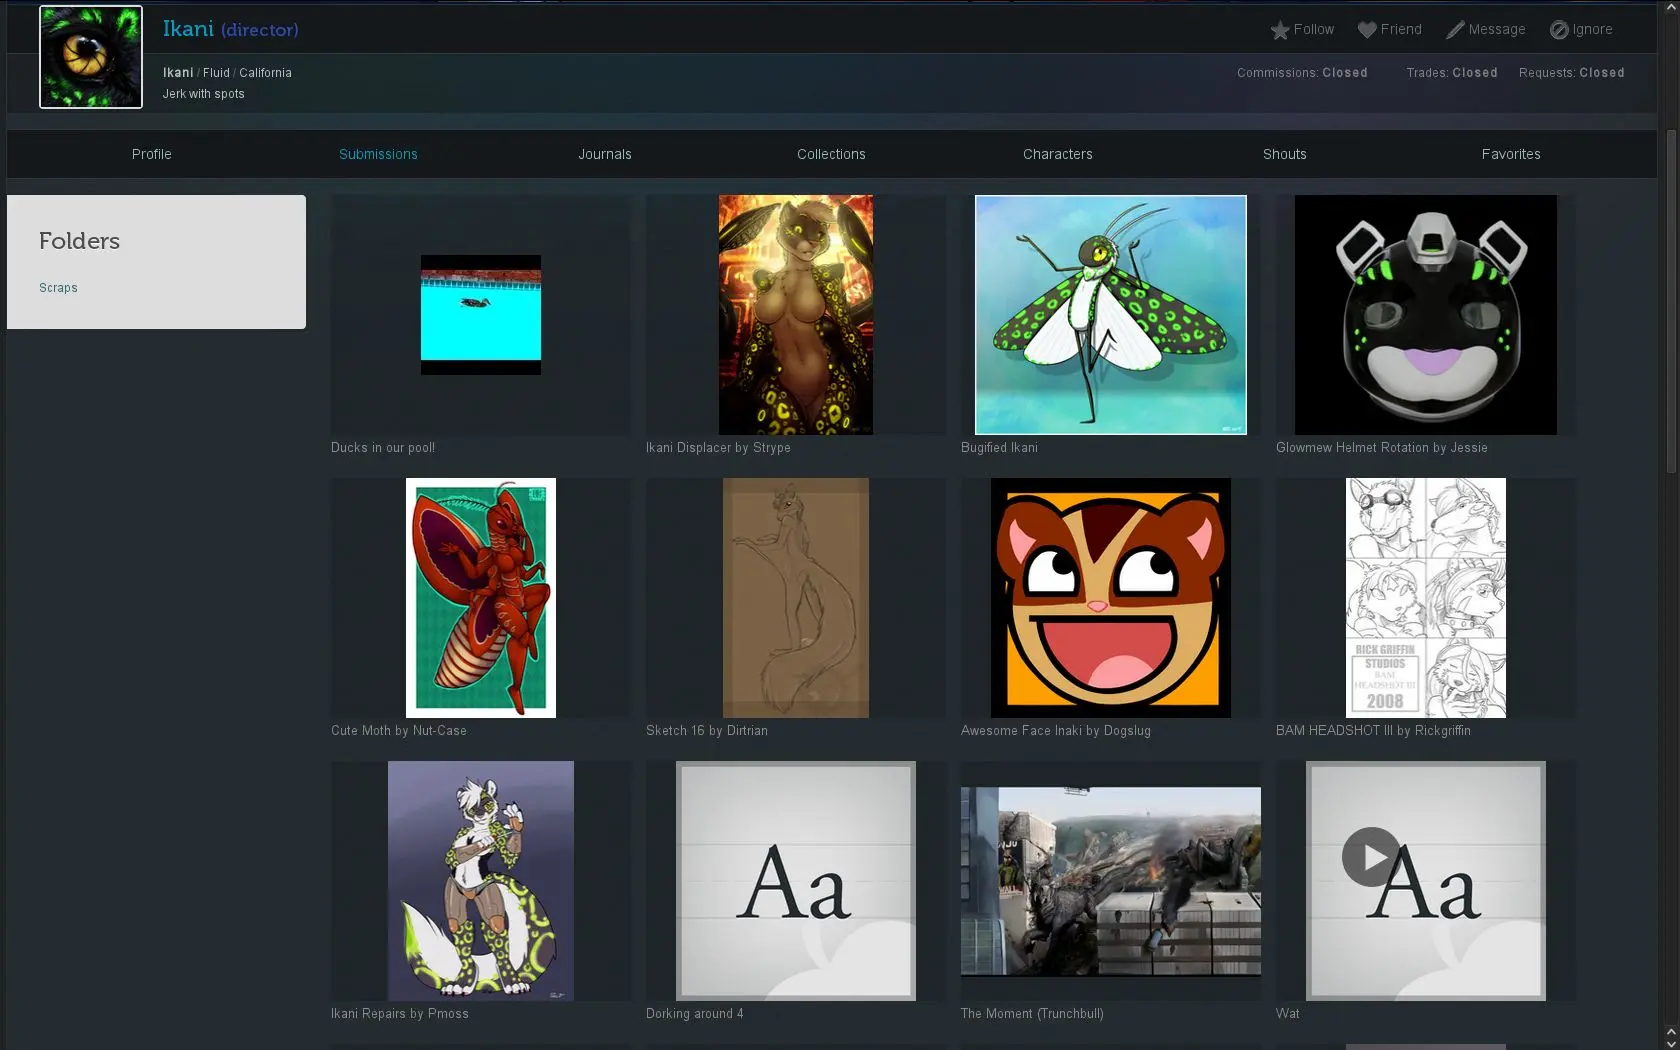 Ikani (director)
Follow
Friend
Message
Ignore
Ikani / Fluid / California
Commissions: Closed
Trades: Closed
Requests: Closed
Jerk with spots
Profile
Submissions
Journals
Collections
Characters
Shouts
Favorites
Folders
Scraps
Ducks in our pool!
Ikani Displacer by Strype
Bugified Ikani
Glowmew Helmet Rotation by Jessie
RICK GRIFFIN
STUDIOS
BAM
HEADSHOT III
2008
Cute Moth by Nut-Case
Sketch 16 by Dirtrian
Awesome Face Inaki by Dogslug
BAM HEADSHOT III by Rickgriffin
Aa
Aa
Ikani Repairs by Pmoss
Dorking around 4
The Moment (Trunchbull)
Wat